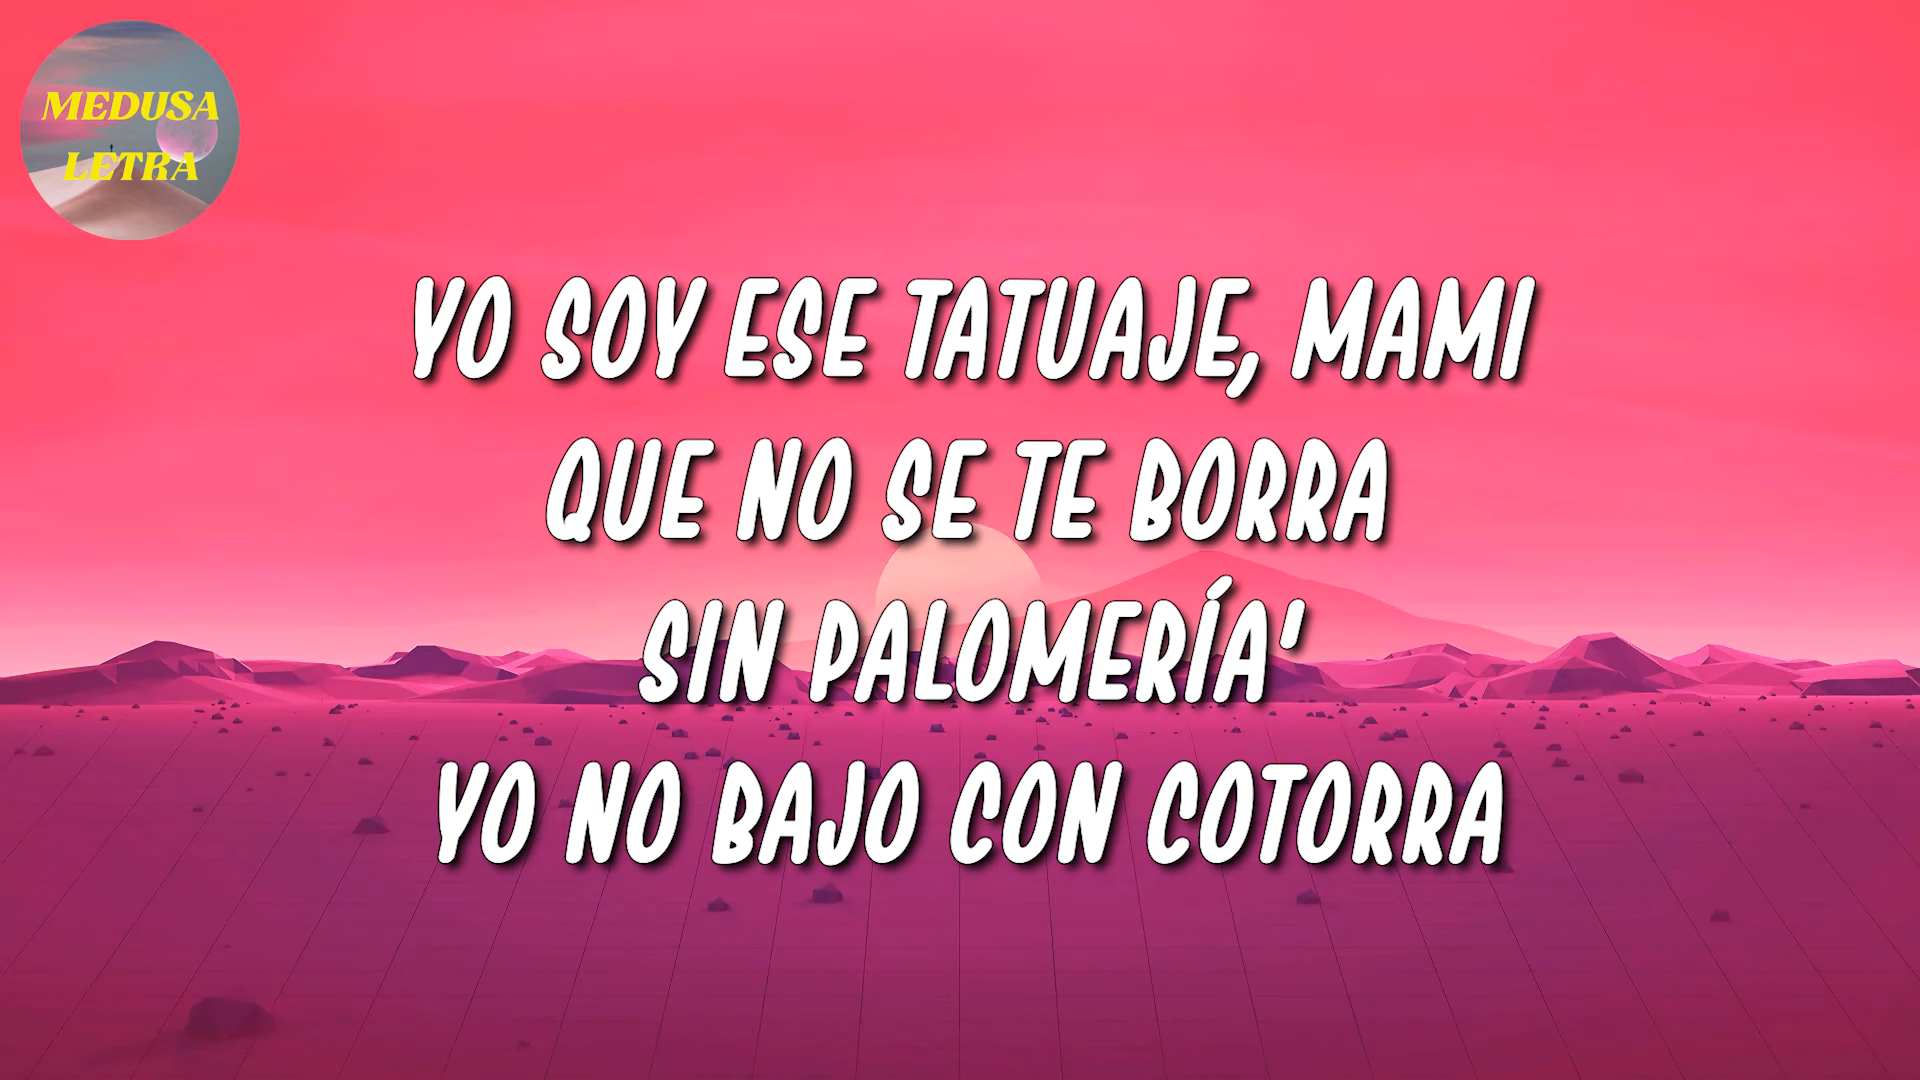 MEDUSA
LETRA
YO SOY ESE TATUAJE, MAMI
QUE NO SE TE BORRA
SIN PALOMERÍA'
YO NO BAJO CON COTORRA